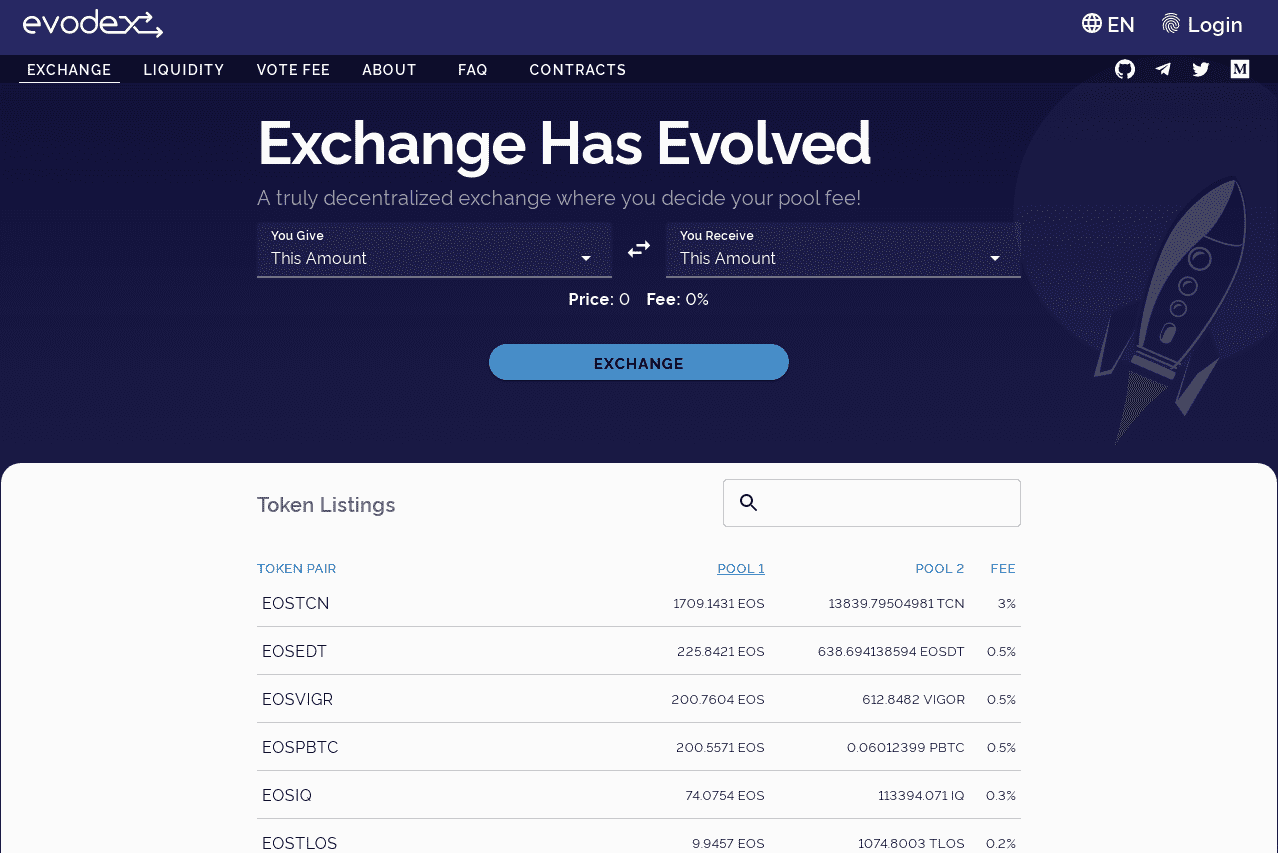 evodex
EN
Login
EXCHANGE LIQUIDITY VOTE FEE ABOUT FAQ CONTRACTS
M
Exchange Has Evolved
A truly decentralized exchange where you decide your pool fee!
You Give
This Amount
You Receive
This Amount
Price: 0 Fee: 0%
EXCHANGE
Token Listings
TOKEN PAIR POOL 1 POOL 2 FEE
EOSTCN 1709.1431 EOS 13839.79504981 TCN 3%
EOSEDT 225.8421 EOS 638.694138594 EOSDT 0.5%
EOSVIGR 200.7604 EOS 612.8482 VIGOR 0.5%
EOSPBTC 200.5571 EOS 0.06012399 PBTC 0.5%
EOSIQ 74.0754 EOS 113394.071 IQ 0.3%
EOSTLOS 9.9457 EOS 1074.8003 TLOS 0.2%